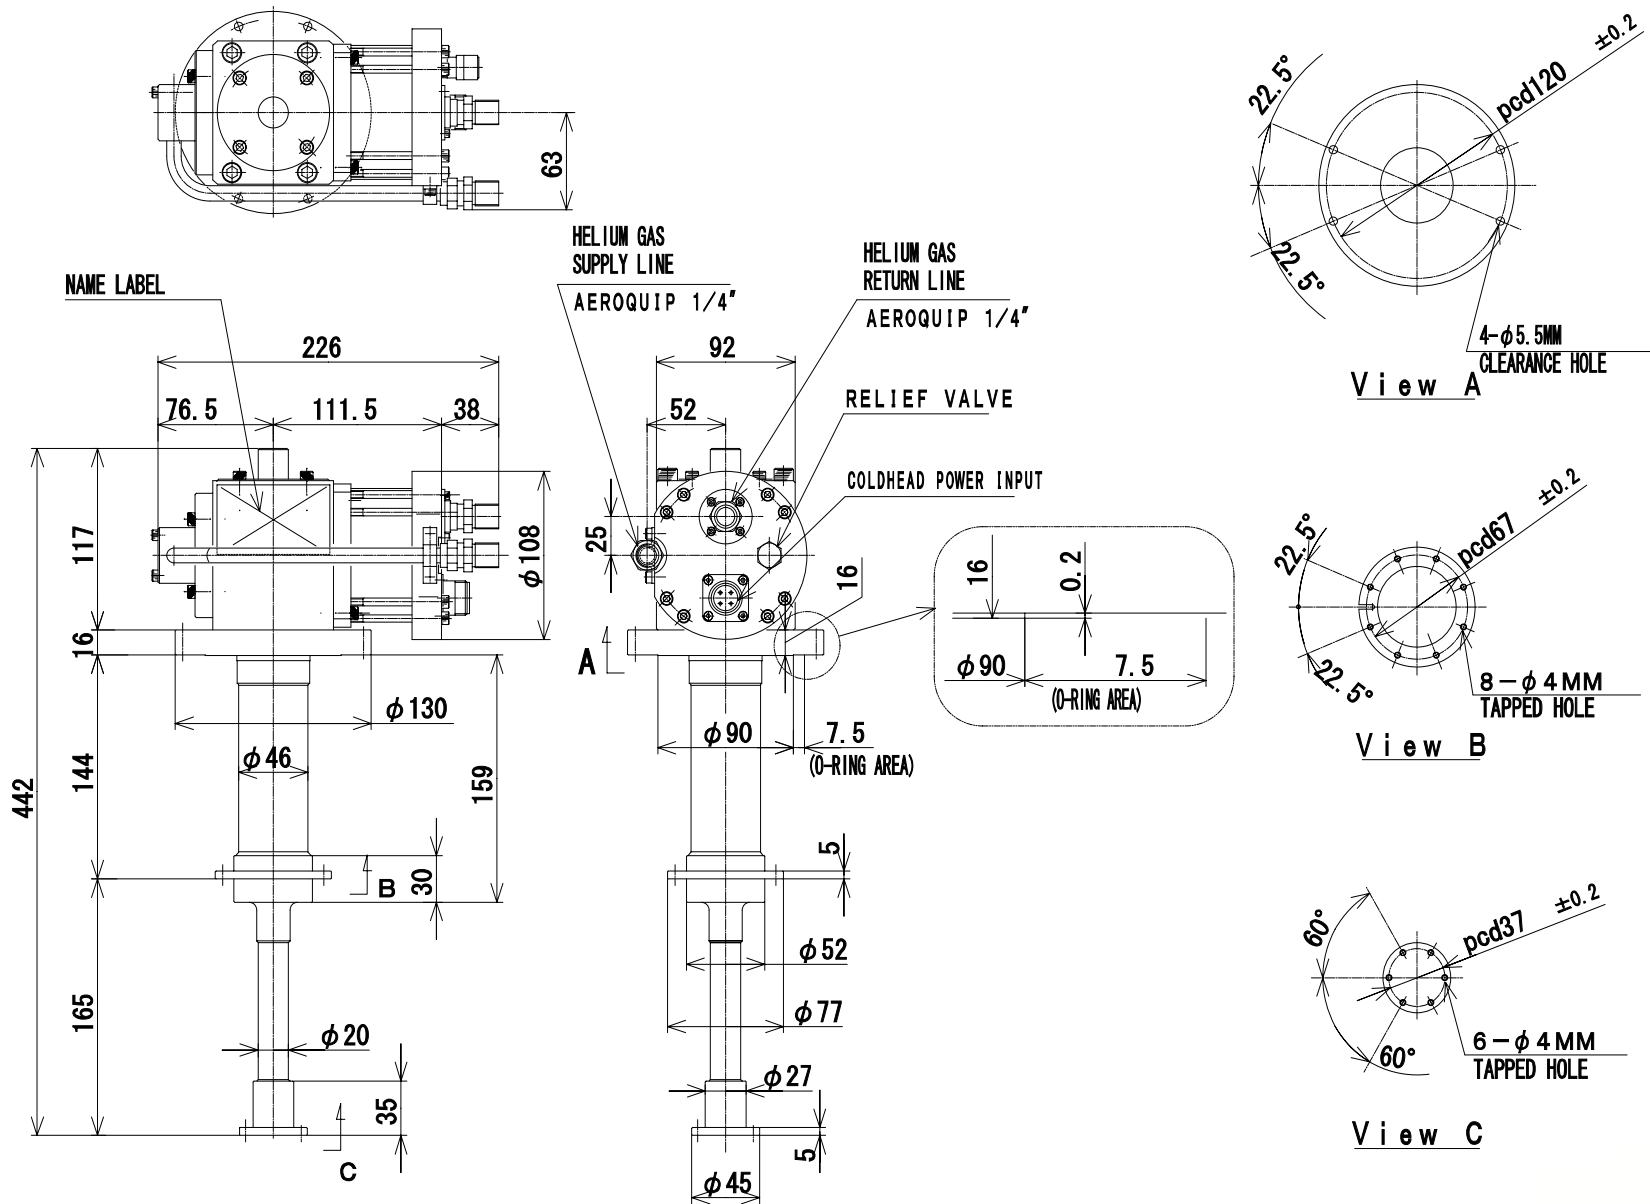 63
HELIUM GAS
SUPPLY LINE
AEROQUIP 1/4"
HELIUM GAS
RETURN LINE
AEROQUIP 1/4"
NAME LABEL
226
76.5
111.5
38
92
52
RELIEF VALVE
COLDHEAD POWER INPUT
117
φ108
25
16
16
A
φ130
φ46
144
442
159
30
B
165
φ20
35
C
φ90
7.5
(O-RING AREA)
5
φ52
φ77
φ27
5
φ45
16
0.2
φ90
7.5
(O-RING AREA)
22.5°
22.5°
pcd120
±0.2
4-φ5.5MM
CLEARANCE HOLE
View A
22.5°
22.5°
pcd67
±0.2
8-φ4MM
TAPPED HOLE
View B
60°
60°
pcd37
±0.2
6-φ4MM
TAPPED HOLE
View C